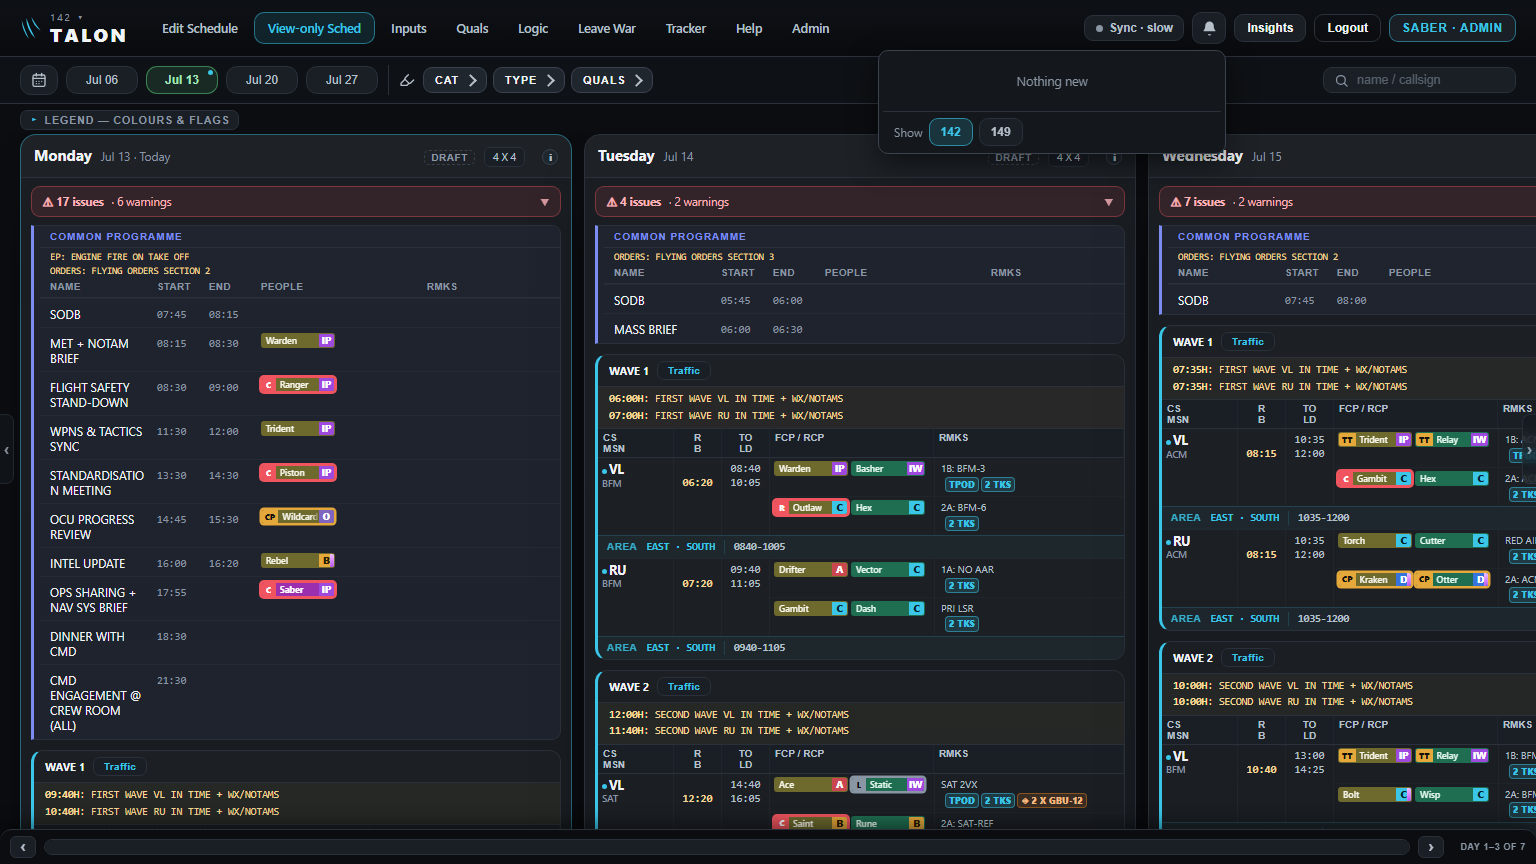 142 ▾
TALON
Edit Schedule
View-only Sched
Inputs
Quals
Logic
Leave War
Tracker
Help
Admin
Sync · slow
Insights
Logout
SABER · ADMIN
Jul 06
Jul 13
Jul 20
Jul 27
CAT
TYPE
QUALS
name / callsign
Nothing new
Show 142 149
LEGEND — COLOURS & FLAGS
Monday Jul 13 · Today DRAFT 4 X 4 i
17 issues · 6 warnings
COMMON PROGRAMME
EP: ENGINE FIRE ON TAKE OFF
ORDERS: FLYING ORDERS SECTION 2
NAME START END PEOPLE RMKS
SODB 07:45 08:15
MET + NOTAM 08:15 08:30 Warden IP
BRIEF
FLIGHT SAFETY 08:30 09:00 C Ranger IP
STAND-DOWN
WPNS & TACTICS 11:30 12:00 Trident IP
SYNC
STANDARDISATIO 13:30 14:30 C Piston IP
N MEETING
OCU PROGRESS 14:45 15:30 CP Wildcard O
REVIEW
INTEL UPDATE 16:00 16:20 Rebel B
OPS SHARING + 17:55 C Saber IP
NAV SYS BRIEF
DINNER WITH 18:30
CMD
CMD 21:30
ENGAGEMENT @
CREW ROOM
(ALL)
WAVE 1 Traffic
09:40H: FIRST WAVE VL IN TIME + WX/NOTAMS
10:40H: FIRST WAVE RU IN TIME + WX/NOTAMS
Tuesday Jul 14 DRAFT 4 X 4 i
4 issues · 2 warnings
COMMON PROGRAMME
ORDERS: FLYING ORDERS SECTION 3
NAME START END PEOPLE RMKS
SODB 05:45 06:00
MASS BRIEF 06:00 06:30
WAVE 1 Traffic
06:00H: FIRST WAVE VL IN TIME + WX/NOTAMS
07:00H: FIRST WAVE RU IN TIME + WX/NOTAMS
CS R TO FCP / RCP RMKS
MSN B LD
VL 08:40 Warden IP Basher IW 1B: BFM-3
BFM 06:20 10:05 TPOD 2 TKS
R Outlaw C Hex C 2A: BFM-6
2 TKS
AREA EAST · SOUTH 0840-1005
RU 09:40 Drifter A Vector C 1A: NO AAR
BFM 07:20 11:05 2 TKS
Gambit C Dash C PRI LSR
2 TKS
AREA EAST · SOUTH 0940-1105
WAVE 2 Traffic
12:00H: SECOND WAVE VL IN TIME + WX/NOTAMS
11:40H: SECOND WAVE RU IN TIME + WX/NOTAMS
CS R TO FCP / RCP RMKS
MSN B LD
VL 14:40 Ace A L Static IW SAT 2VX
SAT 12:20 16:05 TPOD 2 TKS 2 X GBU-12
C Saint B Rune B 2A: SAT-REF
Wednesday Jul 15
7 issues · 2 warnings
COMMON PROGRAMME
ORDERS: FLYING ORDERS SECTION 2
NAME START END PEOPLE
SODB 07:45 08:00
WAVE 1 Traffic
07:35H: FIRST WAVE VL IN TIME + WX/NOTAMS
07:35H: FIRST WAVE RU IN TIME + WX/NOTAMS
CS R TO FCP / RCP RMKS
MSN B LD
VL 10:35 TT Trident IP TT Relay IW 1B:
ACM 08:15 12:00
C Gambit C Hex C 2A:
2 TKS
AREA EAST · SOUTH 1035-1200
RU 10:35 Torch C Cutter C RED
ACM 08:15 12:00 2 TKS
CP Kraken D CP Otter D 2A:
2 TKS
AREA EAST · SOUTH 1035-1200
WAVE 2 Traffic
10:00H: SECOND WAVE VL IN TIME + WX/NOTAMS
10:00H: SECOND WAVE RU IN TIME + WX/NOTAMS
CS R TO FCP / RCP RMKS
MSN B LD
VL 13:00 TT Trident IP TT Relay IW 1B:
BFM 10:40 14:25 2 TKS
Bolt C Wisp C 2A:
2 TKS
DAY 1–3 OF 7